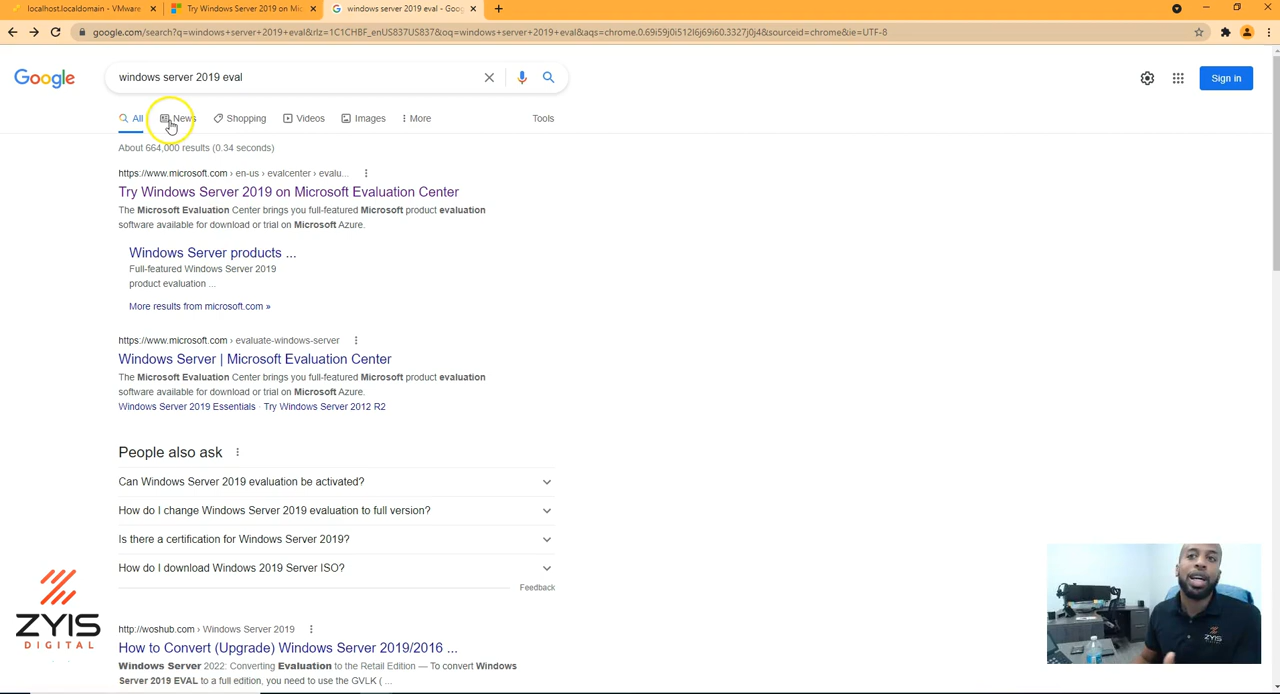 localhost.localdomain - VMware
Try Windows Server 2019 on Mic
windows server 2019 eval - Goog
google.com/search?q=windows+server+2019+eval&rlz=1C1CHBF_enUS837US837&oq=windows+server+2019+eval&aqs=chrome.0.69i59j0i512l6j69i60.3327j0j4&sourceid=chrome&ie=UTF-8
Google
windows server 2019 eval
Sign in
All
News
Shopping
Videos
Images
More
Tools
About 664,000 results (0.34 seconds)
https://www.microsoft.com › en-us › evalcenter › evalu...
Try Windows Server 2019 on Microsoft Evaluation Center
The Microsoft Evaluation Center brings you full-featured Microsoft product evaluation
software available for download or trial on Microsoft Azure.
Windows Server products ...
Full-featured Windows Server 2019
product evaluation ...
More results from microsoft.com »
https://www.microsoft.com › evaluate-windows-server
Windows Server | Microsoft Evaluation Center
The Microsoft Evaluation Center brings you full-featured Microsoft product evaluation
software available for download or trial on Microsoft Azure.
Windows Server 2019 Essentials · Try Windows Server 2012 R2
People also ask
Can Windows Server 2019 evaluation be activated?
How do I change Windows Server 2019 evaluation to full version?
Is there a certification for Windows Server 2019?
How do I download Windows 2019 Server ISO?
Feedback
http://woshub.com › Windows Server 2019
How to Convert (Upgrade) Windows Server 2019/2016 ...
Windows Server 2022: Converting Evaluation to the Retail Edition — To convert Windows
Server 2019 EVAL to a full edition, you need to use the GVLK ( ...
ZYIS
DIGITAL
ZYIS